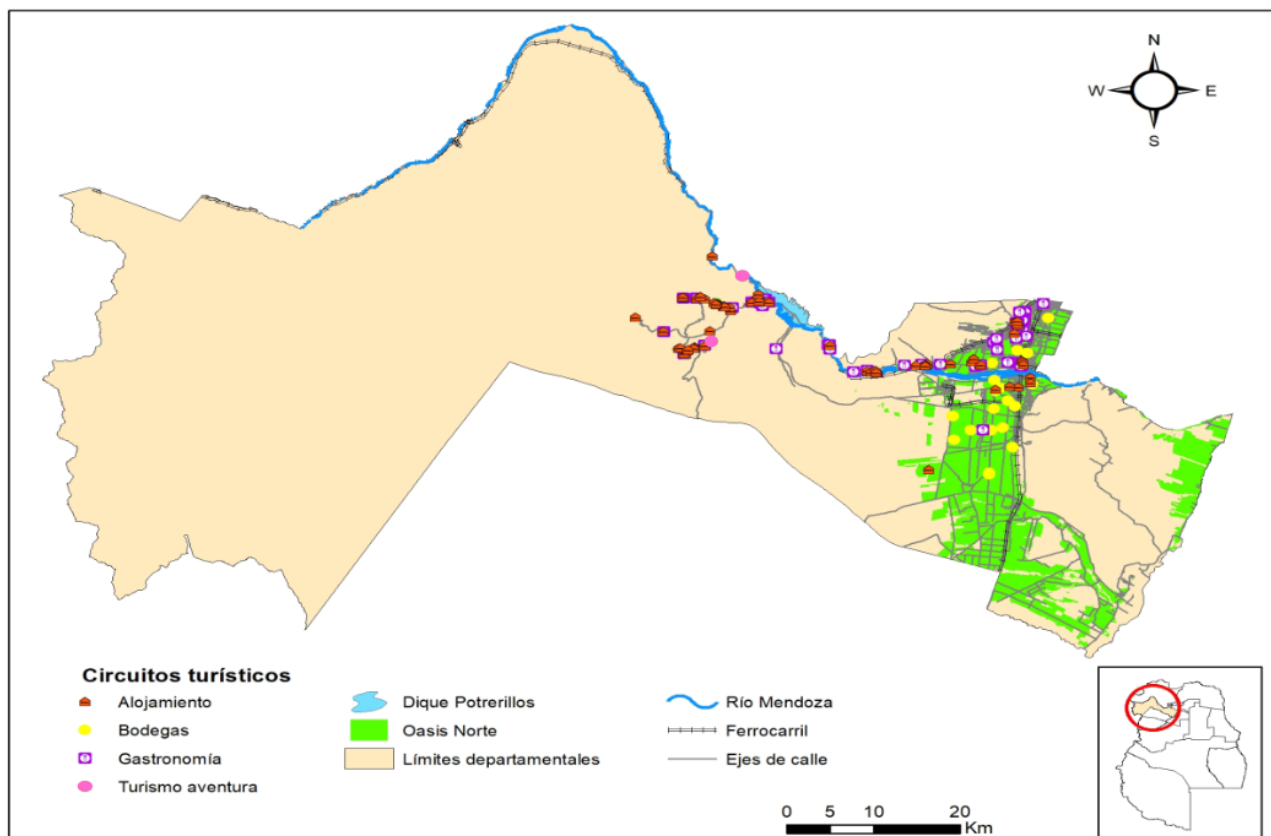 N
W E
S
Circuitos turísticos
Alojamiento
Bodegas
Gastronomía
Turismo aventura
Dique Potrerillos
Oasis Norte
Límites departamentales
Río Mendoza
Ferrocarril
Ejes de calle
0 5 10 20
Km